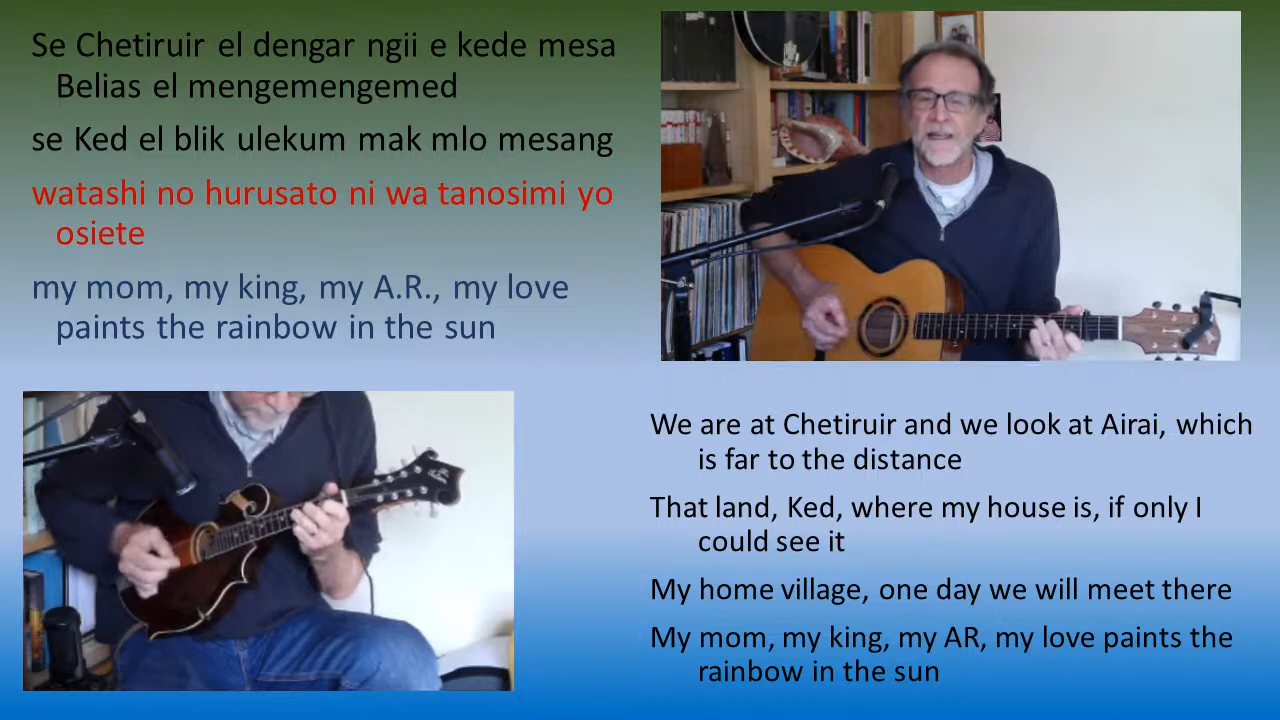 Se Chetiruir el dengar ngii e kede mesa
Belias el mengemengemed
se Ked el blik ulekum mak mlo mesang
watashi no hurusato ni wa tanosimi yo
osiete
my mom, my king, my A.R., my love
paints the rainbow in the sun
We are at Chetiruir and we look at Airai, which
is far to the distance
That land, Ked, where my house is, if only I
could see it
My home village, one day we will meet there
My mom, my king, my AR, my love paints the
rainbow in the sun